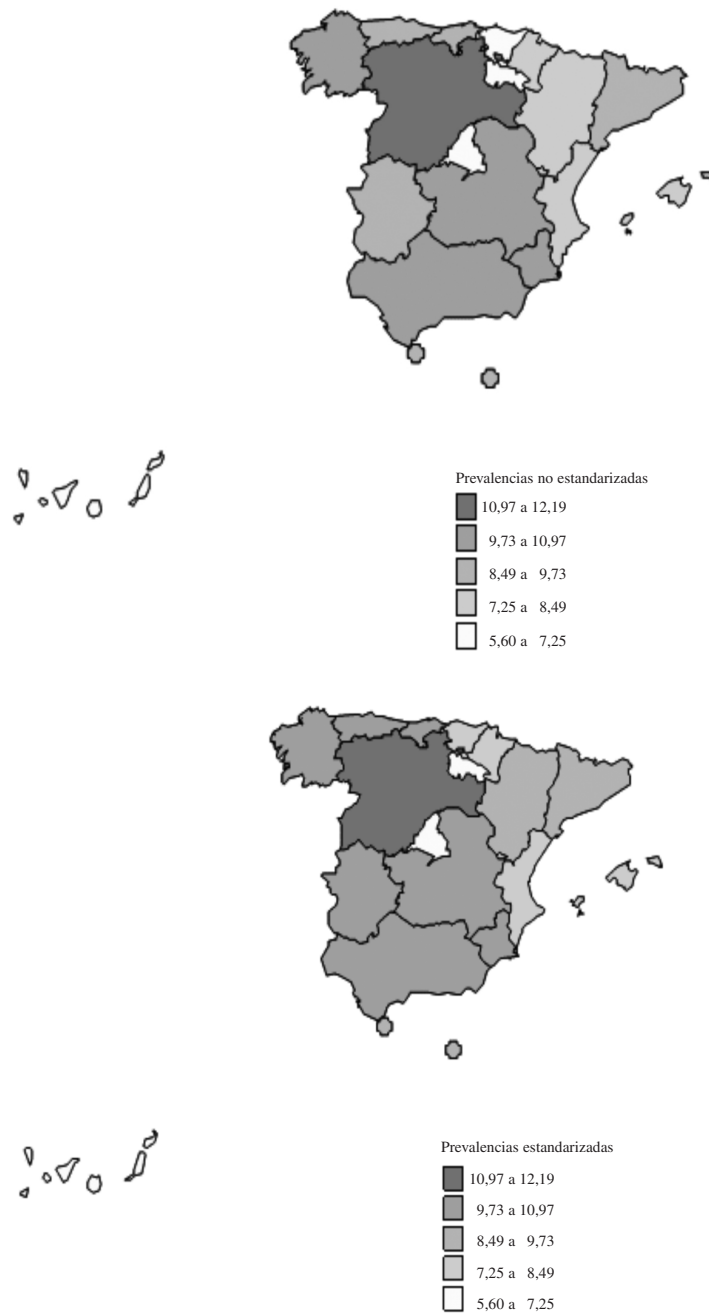 Prevalencias no estandarizadas
10,97 a 12,19
9,73 a 10,97
8,49 a 9,73
7,25 a 8,49
5,60 a 7,25
Prevalencias estandarizadas
10,97 a 12,19
9,73 a 10,97
8,49 a 9,73
7,25 a 8,49
5,60 a 7,25